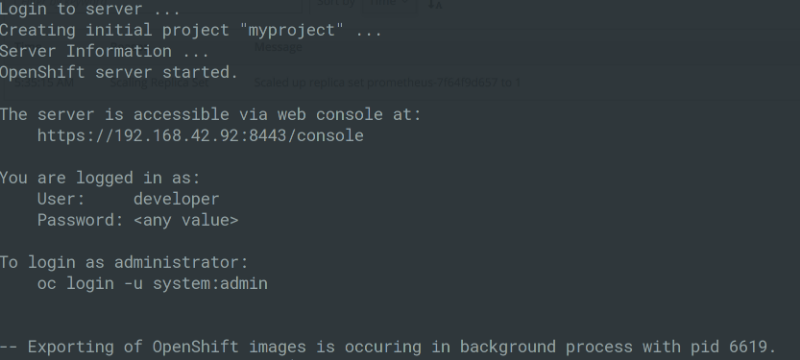 Login to server ...
Creating initial project "myproject" ...
Server Information ...
OpenShift server started.
The server is accessible via web console at:
https://192.168.42.92:8443/console
You are logged in as:
User: developer
Password: <any value>
To login as administrator:
oc login -u system:admin
-- Exporting of OpenShift images is occuring in background process with pid 6619.